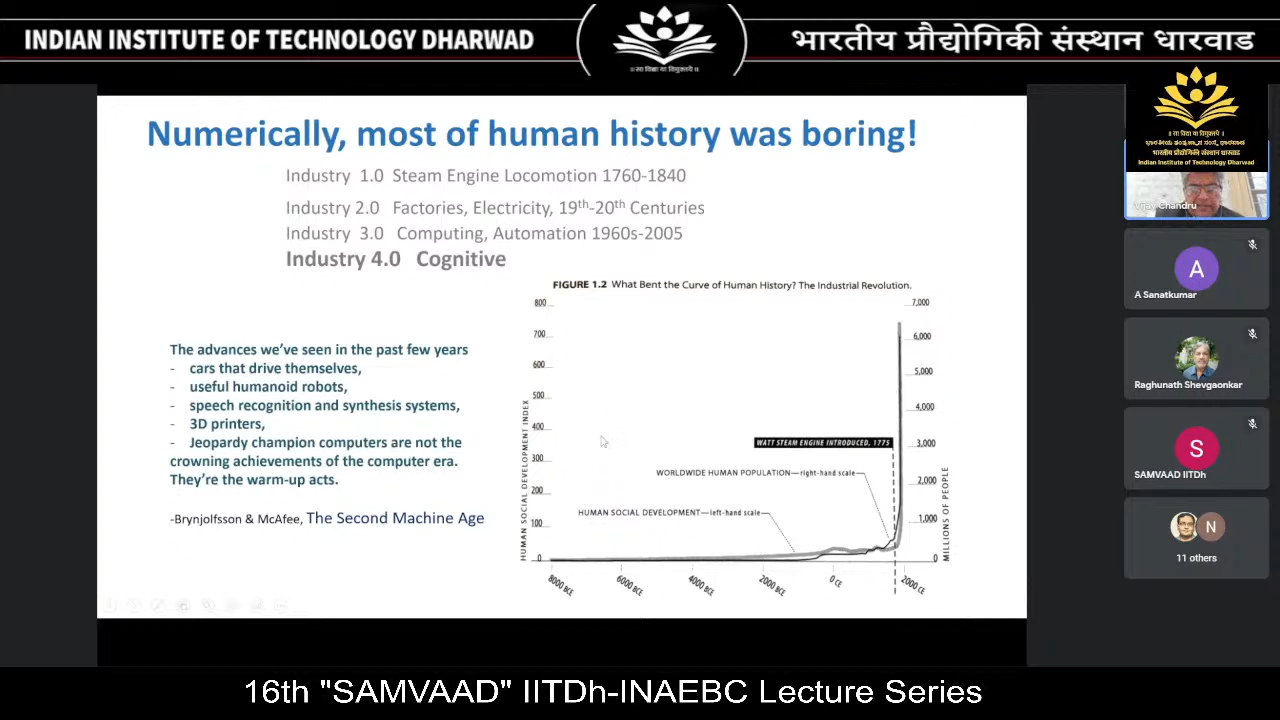 INDIAN INSTITUTE OF TECHNOLOGY DHARWAD
॥ सा विद्या या विमुक्तये ॥
भारतीय प्रौद्योगिकी संस्थान धारवाड
Numerically, most of human history was boring!
Industry 1.0 Steam Engine Locomotion 1760-1840
Industry 2.0 Factories, Electricity, 19th-20th Centuries
Industry 3.0 Computing, Automation 1960s-2005
Industry 4.0 Cognitive
The advances we've seen in the past few years
- cars that drive themselves,
- useful humanoid robots,
- speech recognition and synthesis systems,
- 3D printers,
- Jeopardy champion computers are not the
crowning achievements of the computer era.
They're the warm-up acts.
-Brynjolfsson & McAfee, The Second Machine Age
FIGURE 1.2 What Bent the Curve of Human History? The Industrial Revolution.
HUMAN SOCIAL DEVELOPMENT INDEX
800
700
600
500
400
300
200
100
0
7,000
6,000
5,000
4,000
3,000
2,000
1,000
0
MILLIONS OF PEOPLE
WATT STEAM ENGINE INTRODUCED, 1775
WORLDWIDE HUMAN POPULATION—right-hand scale
HUMAN SOCIAL DEVELOPMENT—left-hand scale
8000 BCE
6000 BCE
4000 BCE
2000 BCE
0 CE
2000 CE
॥ सा विद्या या विमुक्तये ॥
भारतीय प्रौद्योगिकी संस्थान धारवाड
Indian Institute of Technology Dharwad
Vijay Chandru
A
A Sanatkumar
Raghunath Shevgaonkar
S
SAMVAAD IITDh
N
11 others
16th "SAMVAAD" IITDh-INAEBC Lecture Series